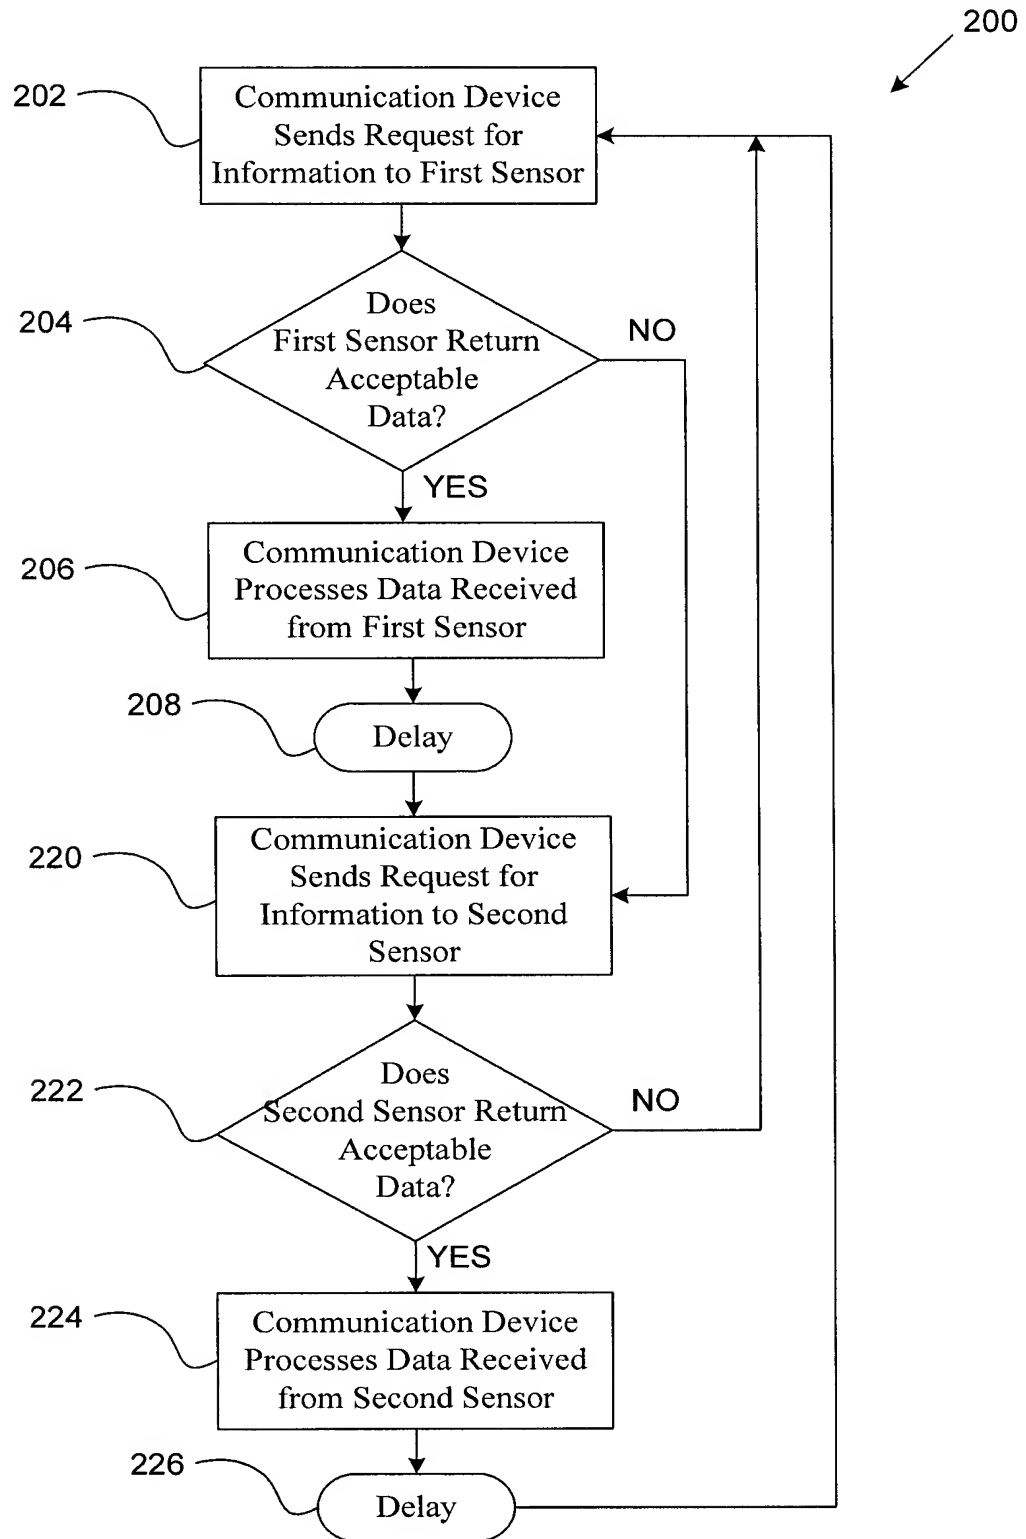 200
202
Communication Device
Sends Request for
Information to First Sensor
204
Does
First Sensor Return
Acceptable
Data?
NO
YES
206
Communication Device
Processes Data Received
from First Sensor
208
Delay
220
Communication Device
Sends Request for
Information to Second
Sensor
222
Does
Second Sensor Return
Acceptable
Data?
NO
YES
224
Communication Device
Processes Data Received
from Second Sensor
226
Delay